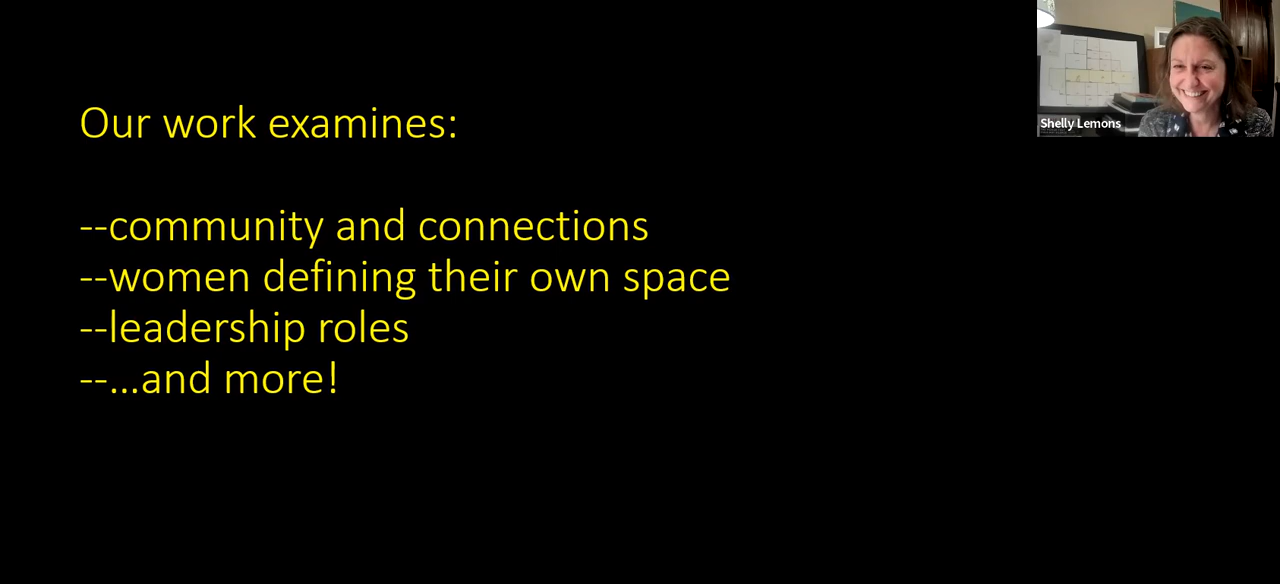 Our work examines:
--community and connections
--women defining their own space
--leadership roles
--...and more!
Shelly Lemons